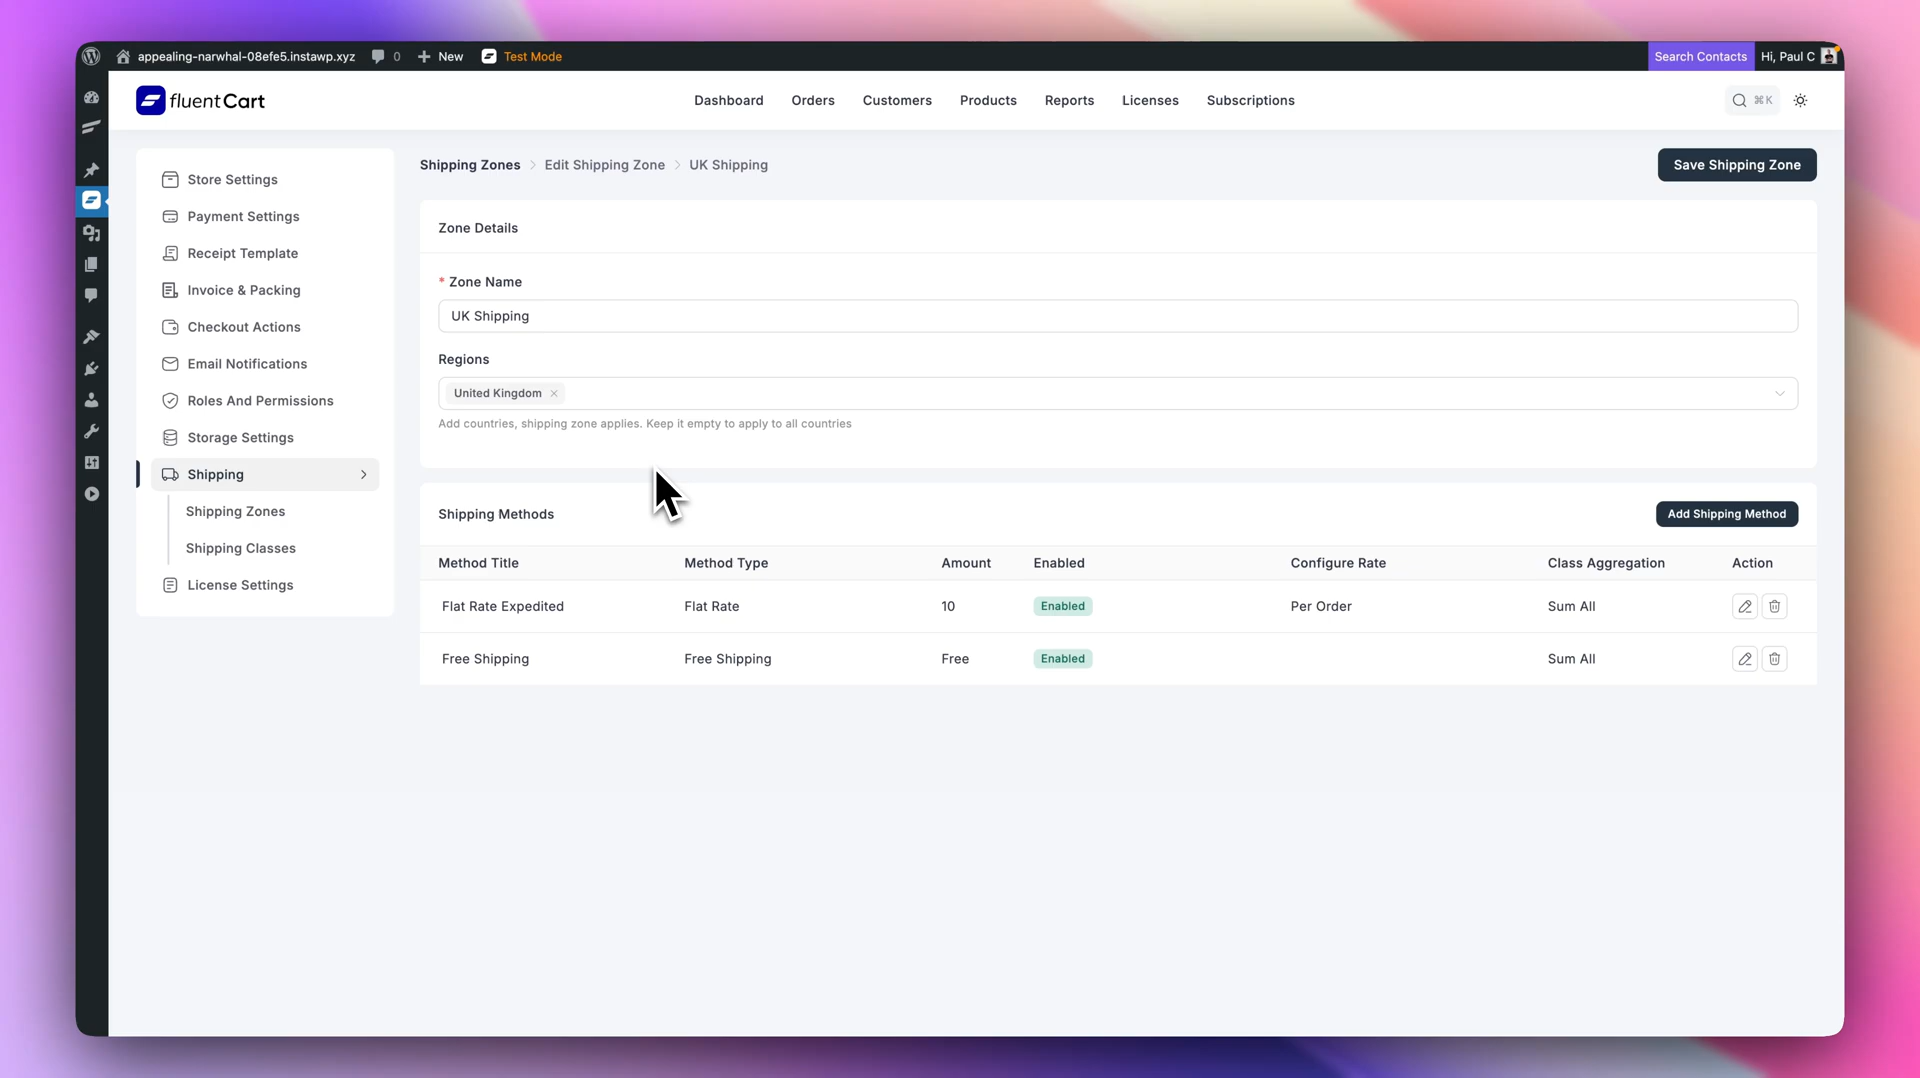 appealing-narwhal-08efe5.instawp.xyz 0 New Test Mode Search Contacts Hi, Paul C
fluentCart Dashboard Orders Customers Products Reports Licenses Subscriptions ⌘K
Store Settings
Payment Settings
Receipt Template
Invoice & Packing
Checkout Actions
Email Notifications
Roles And Permissions
Storage Settings
Shipping
Shipping Zones
Shipping Classes
License Settings
Shipping Zones > Edit Shipping Zone > UK Shipping Save Shipping Zone
Zone Details
* Zone Name
UK Shipping
Regions
United Kingdom ×
Add countries, shipping zone applies. Keep it empty to apply to all countries
Shipping Methods Add Shipping Method
Method Title Method Type Amount Enabled Configure Rate Class Aggregation Action
Flat Rate Expedited Flat Rate 10 Enabled Per Order Sum All
Free Shipping Free Shipping Free Enabled Sum All